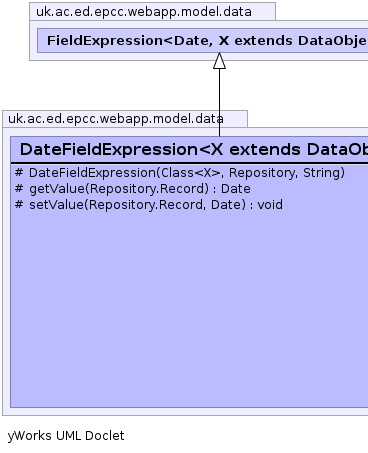 uk.ac.ed.epcc.webapp.model.data
FieldExpression<Date, X extends DataObje
uk.ac.ed.epcc.webapp.model.data
DateFieldExpression<X extends DataOb
# DateFieldExpression(Class<X>, Repository, String)
# getValue(Repository.Record) : Date
# setValue(Repository.Record, Date) : void
yWorks UML Doclet